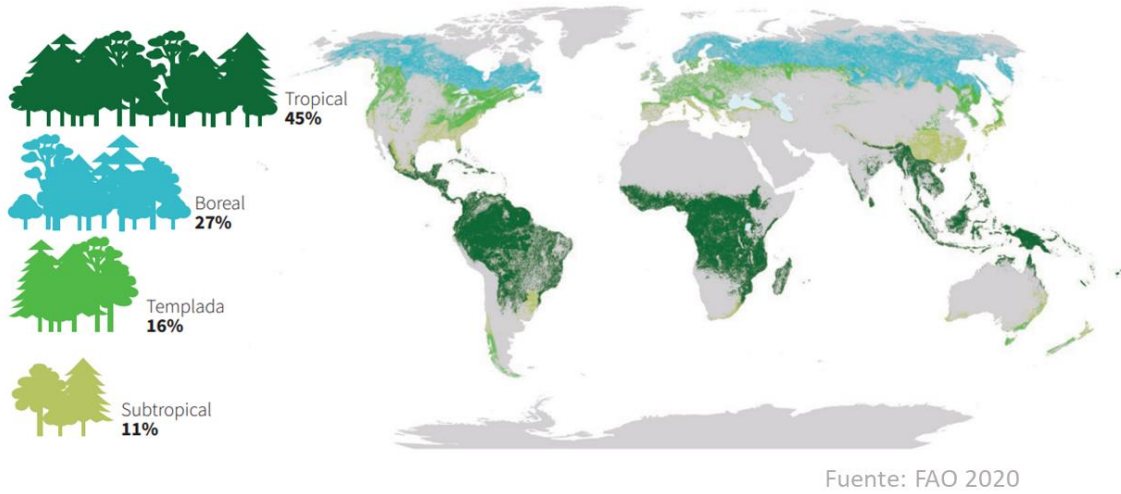 Tropical
45%
Boreal
27%
Templada
16%
Subtropical
11%
Fuente: FAO 2020